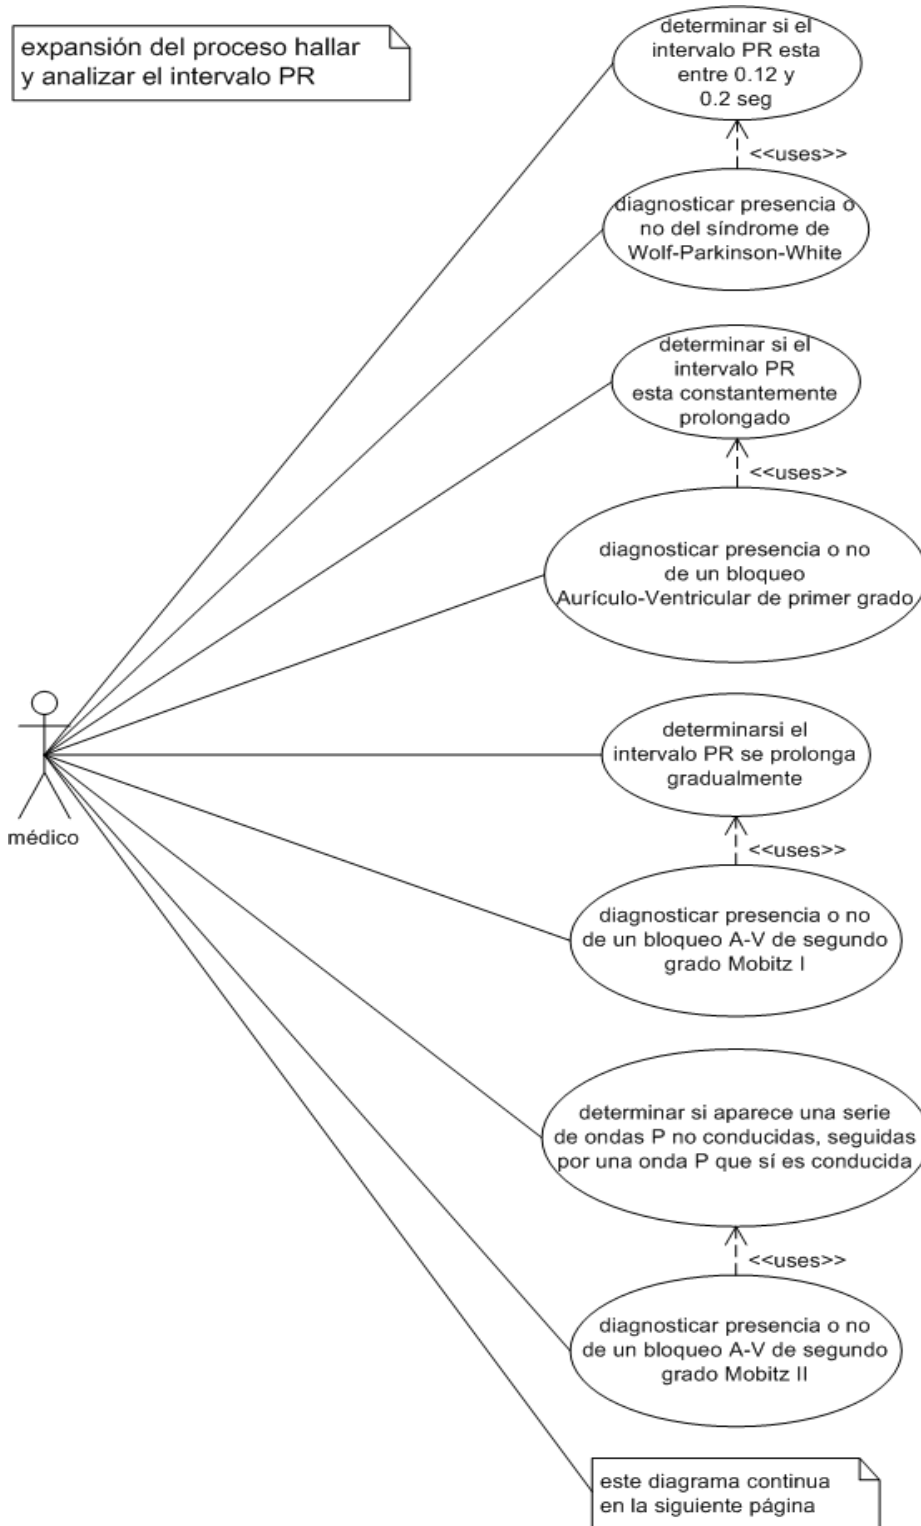 expansión del proceso hallar
y analizar el intervalo PR
determinar si el
intervalo PR esta
entre 0.12 y
0.2 seg
<<uses>>
diagnosticar presencia o
no del síndrome de
Wolf-Parkinson-White
determinar si el
intervalo PR
esta constantemente
prolongado
<<uses>>
diagnosticar presencia o no
de un bloqueo
Aurículo-Ventricular de primer grado
médico
determinarsi el
intervalo PR se prolonga
gradualmente
<<uses>>
diagnosticar presencia o no
de un bloqueo A-V de segundo
grado Mobitz I
determinar si aparece una serie
de ondas P no conducidas, seguidas
por una onda P que sí es conducida
<<uses>>
diagnosticar presencia o no
de un bloqueo A-V de segundo
grado Mobitz II
este diagrama continua
en la siguiente página